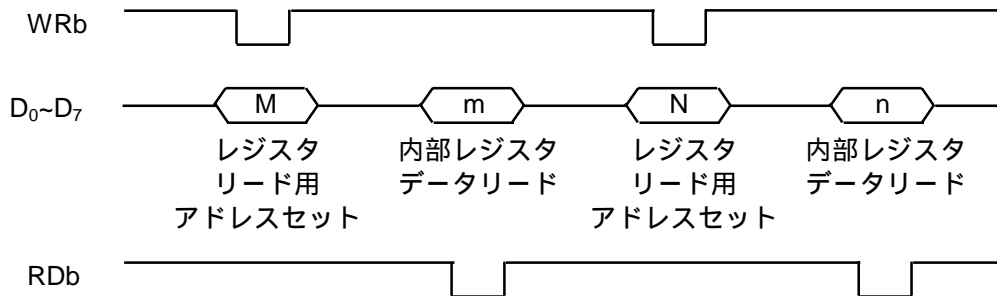 WRb
D₀~D₇
M
m
N
n
レジスタ
リード用
アドレスセット
内部レジスタ
データリード
レジスタ
リード用
アドレスセット
内部レジスタ
データリード
RDb